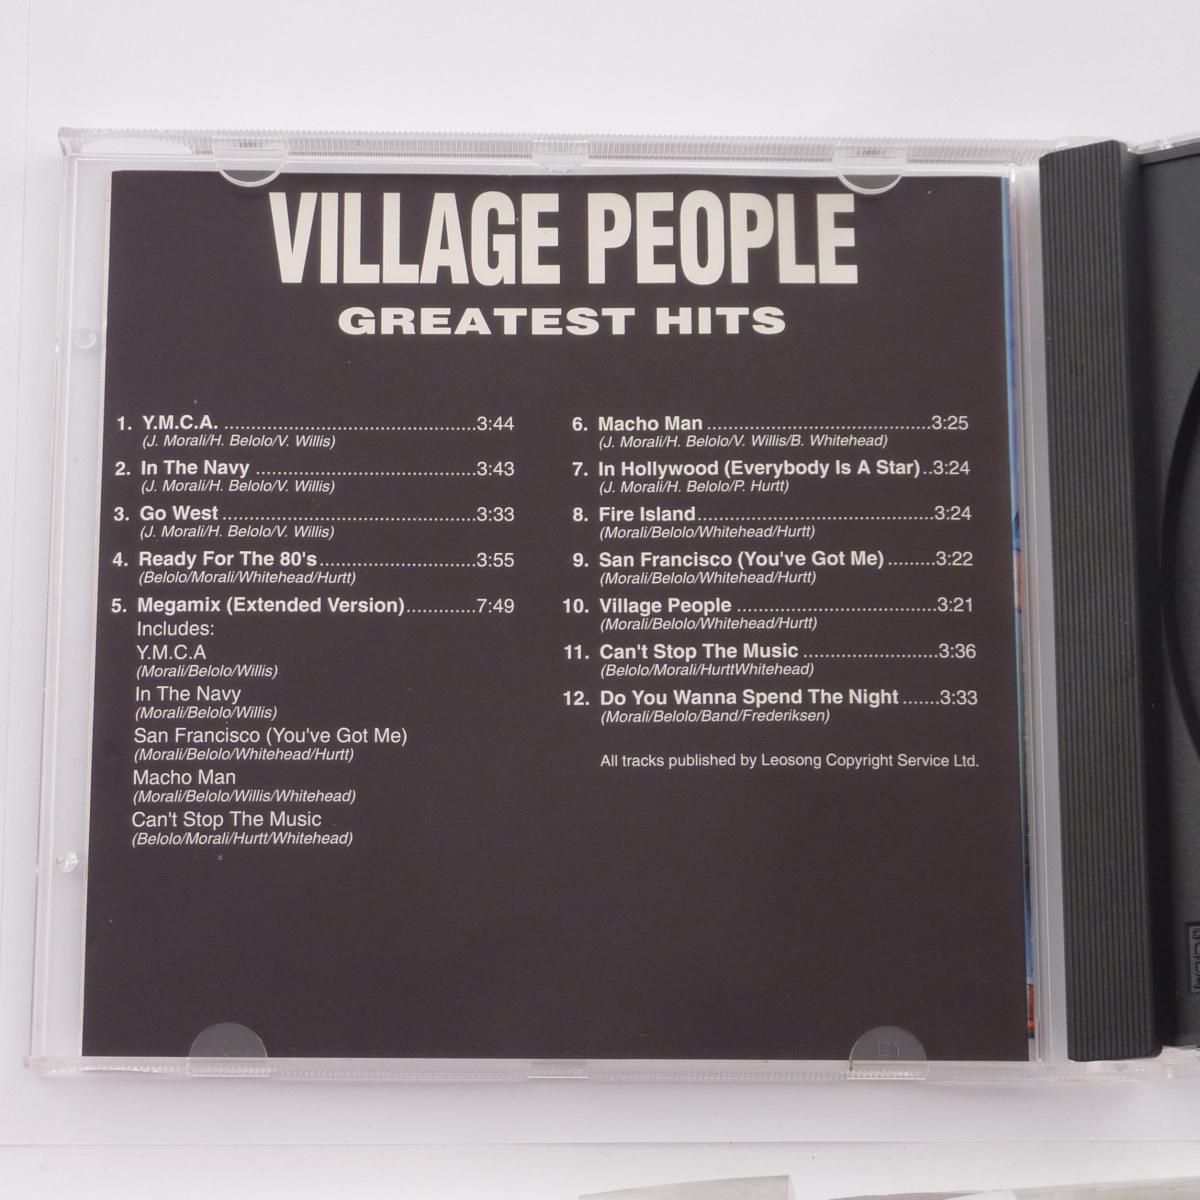 VILLAGE PEOPLE
GREATEST HITS
1. Y.M.C.A. ..................................................3:44
(J. Morali/H. Belolo/V. Willis)
2. In The Navy ............................................3:43
(J. Morali/H. Belolo/V. Willis)
3. Go West ...................................................3:33
(J. Morali/H. Belolo/V. Willis)
4. Ready For The 80's...............................3:55
(Belolo/Morali/Whitehead/Hurtt)
5. Megamix (Extended Version)............7:49
Includes:
Y.M.C.A
(Morali/Belolo/Willis)
In The Navy
(Morali/Belolo/Willis)
San Francisco (You've Got Me)
(Morali/Belolo/Whitehead/Hurtt)
Macho Man
(Morali/Belolo/Willis/Whitehead)
Can't Stop The Music
(Belolo/Morali/Hurtt/Whitehead)
6. Macho Man .............................................3:25
(J. Morali/H. Belolo/V. Willis/B. Whitehead)
7. In Hollywood (Everybody Is A Star)..3:24
(J. Morali/H. Belolo/P. Hurtt)
8. Fire Island...............................................3:24
(Morali/Belolo/Whitehead/Hurtt)
9. San Francisco (You've Got Me) .........3:22
(Morali/Belolo/Whitehead/Hurtt)
10. Village People ........................................3:21
(Morali/Belolo/Whitehead/Hurtt)
11. Can't Stop The Music ...........................3:36
(Belolo/Morali/HurttWhitehead)
12. Do You Wanna Spend The Night .......3:33
(Morali/Belolo/Band/Frederiksen)
All tracks published by Leosong Copyright Service Ltd.
B1